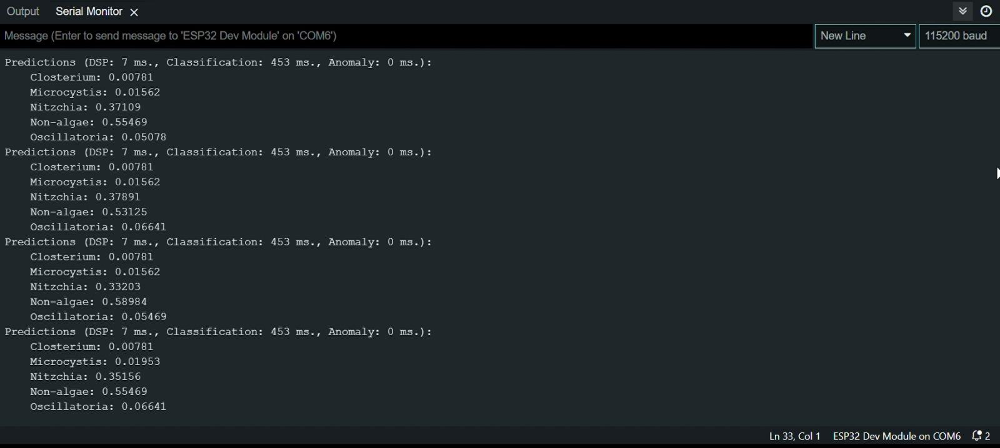 Output Serial Monitor
Message (Enter to send message to 'ESP32 Dev Module' on 'COM6') New Line 115200 baud
Predictions (DSP: 7 ms., Classification: 453 ms., Anomaly: 0 ms.):
Closterium: 0.00781
Microcystis: 0.01562
Nitzchia: 0.37109
Non-algae: 0.55469
Oscillatoria: 0.05078
Predictions (DSP: 7 ms., Classification: 453 ms., Anomaly: 0 ms.):
Closterium: 0.00781
Microcystis: 0.01562
Nitzchia: 0.37891
Non-algae: 0.53125
Oscillatoria: 0.06641
Predictions (DSP: 7 ms., Classification: 453 ms., Anomaly: 0 ms.):
Closterium: 0.00781
Microcystis: 0.01562
Nitzchia: 0.33203
Non-algae: 0.58984
Oscillatoria: 0.05469
Predictions (DSP: 7 ms., Classification: 453 ms., Anomaly: 0 ms.):
Closterium: 0.00781
Microcystis: 0.01953
Nitzchia: 0.35156
Non-algae: 0.55469
Oscillatoria: 0.06641
Ln 33, Col 1 ESP32 Dev Module on COM6 2